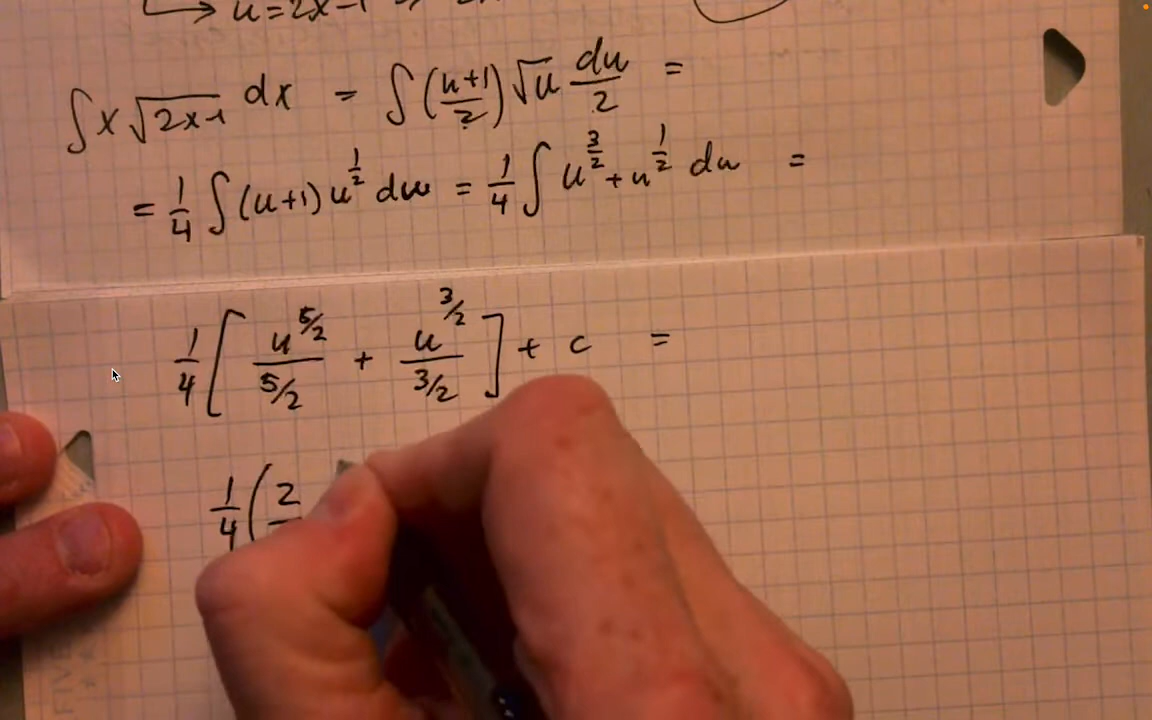 u=2x-1
∫x√2x-1 dx = ∫(u+1/2)√u du/2 =
= 1/4 ∫(u+1)u^1/2 du = 1/4 ∫u^3/2+u^1/2 du =
1/4[u^5/2/5/2 + u^3/2/3/2] + c =
1/4(2